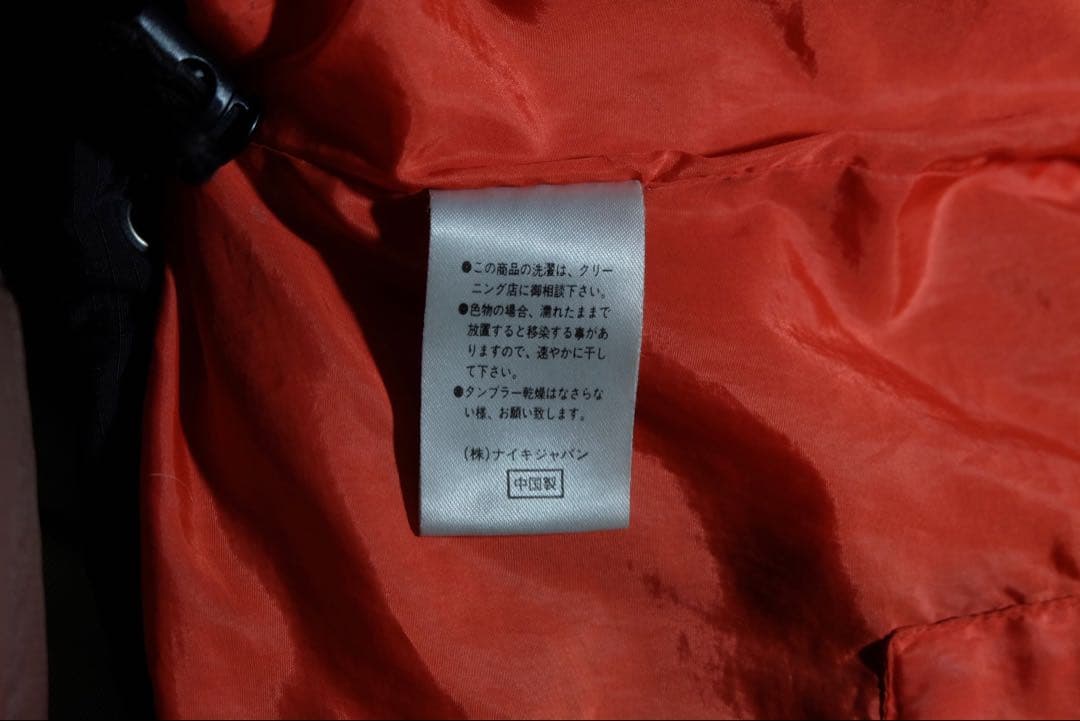 ●この商品の洗濯は、クリー
ニング店に御相談下さい。
●色物の場合、濡れたままで
放置すると移染する事があ
りますので、速やかに干し
て下さい。
●タンブラー乾燥はなさらな
い様、お願い致します。
(株)ナイキジャパン
中国製